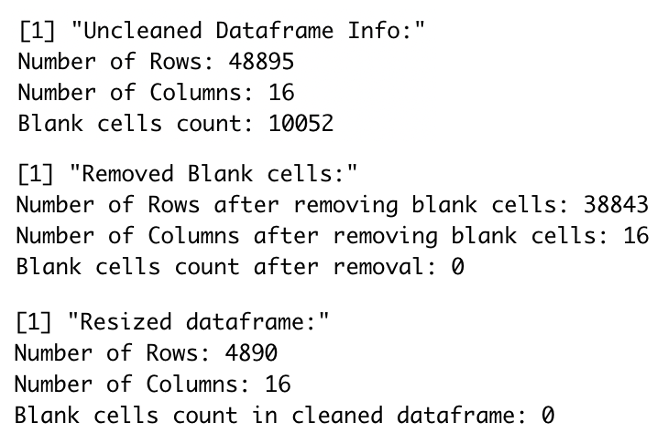 [1] "Uncleaned Dataframe Info:"
Number of Rows: 48895
Number of Columns: 16
Blank cells count: 10052
[1] "Removed Blank cells:"
Number of Rows after removing blank cells: 38843
Number of Columns after removing blank cells: 16
Blank cells count after removal: 0
[1] "Resized dataframe:"
Number of Rows: 4890
Number of Columns: 16
Blank cells count in cleaned dataframe: 0